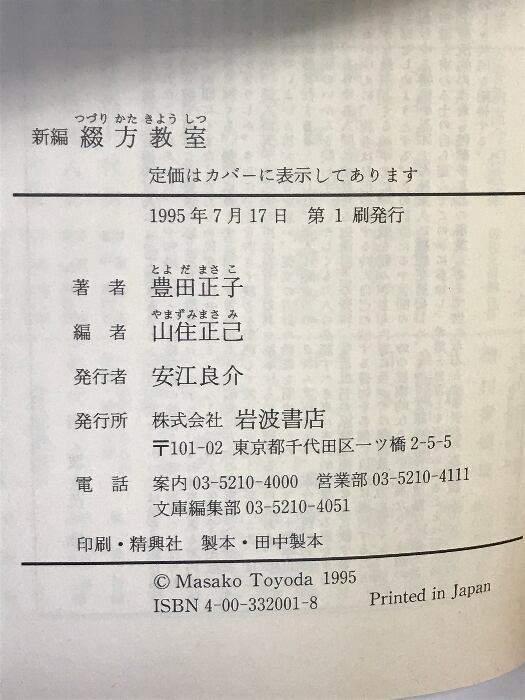 つづり かた きよう しつ
新編 綴方教室
定価はカバーに表示してあります
1995年7月17日 第1刷発行
とよ だ まさ こ
著者 豊田正子
やまずみまさ み
編者 山住正己
発行者 安江良介
発行所 株式会社 岩波書店
〒101-02 東京都千代田区一ツ橋2-5-5
電話 案内03-5210-4000 営業部03-5210-4111
文庫編集部03-5210-4051
印刷・精興社 製本・田中製本
© Masako Toyoda 1995
ISBN 4-00-332001-8 Printed in Japan